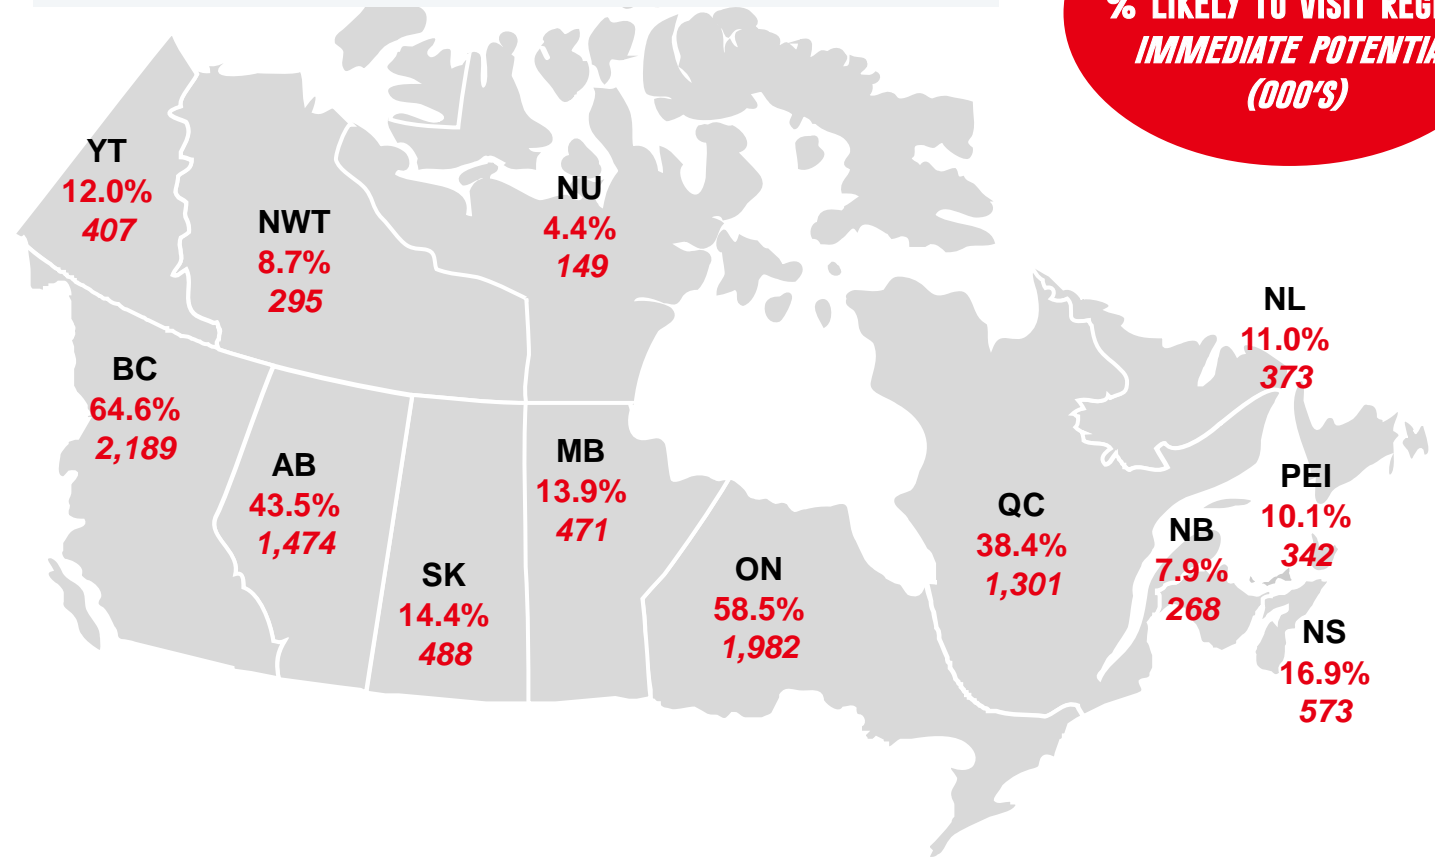 % LIKELY TO VISIT
IMMEDIATE
(000'S)
YT
12.0%
407
NWT
8.7%
295
NU
4.4%
149
NL
11.0%
373
BC
64.6%
2,189
AB
43.5%
1,474
SK
14.4%
488
MB
13.9%
471
ON
58.5%
1,982
QC
38.4%
1,301
NB
7.9%
268
PEI
10.1%
342
NS
16.9%
573